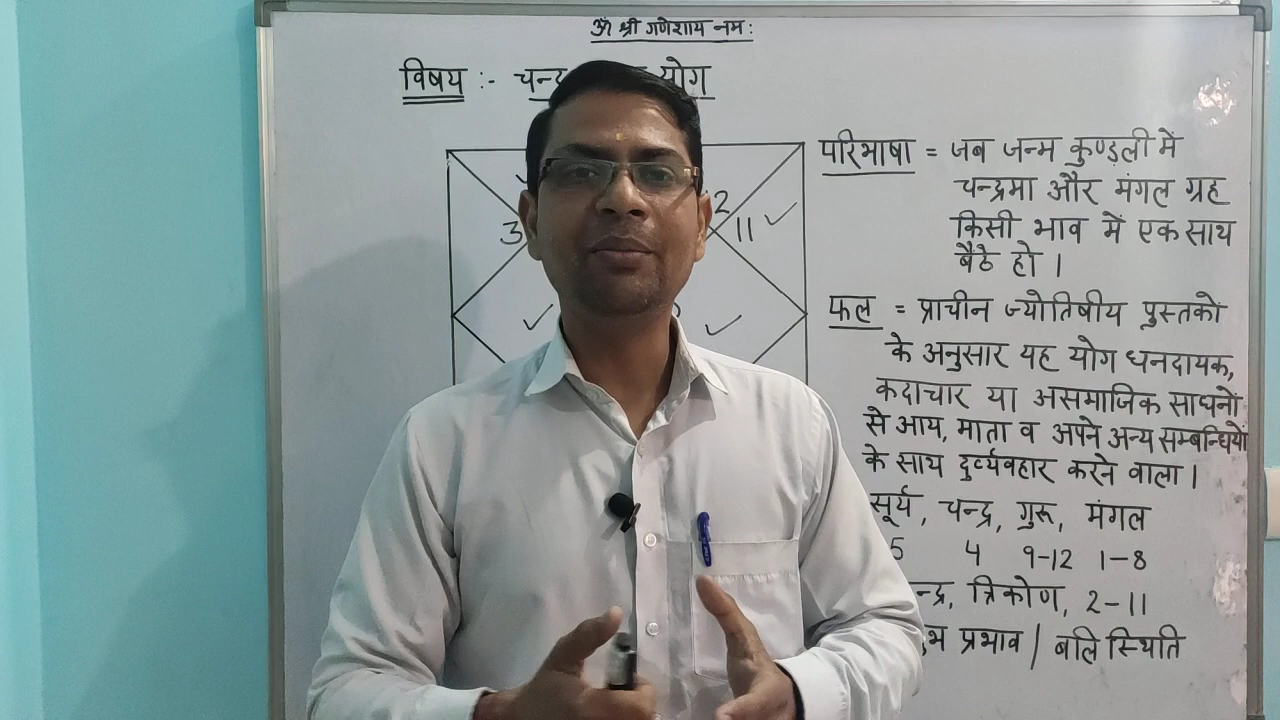 ॐ श्री गणेशाय नम:
विषय :- चन्द्र योग
परिभाषा = जब जन्म कुण्डली में
चन्द्रमा और मंगल ग्रह
किसी भाव में एक साथ
बैठे हो ।
3
2
11
फल = प्राचीन ज्योतिषीय पुस्तको
के अनुसार यह योग धनदायक,
कदाचार या असमाजिक साधनो
से आय, माता व अपने अन्य सम्बन्धियो
के साथ दुर्व्यवहार करने वाला ।
सूर्य, चन्द्र, गुरू, मंगल
5 4 9-12 1-8
न्द्र, त्रिकोण, 2-11
भ प्रभाव / बलि स्थिति